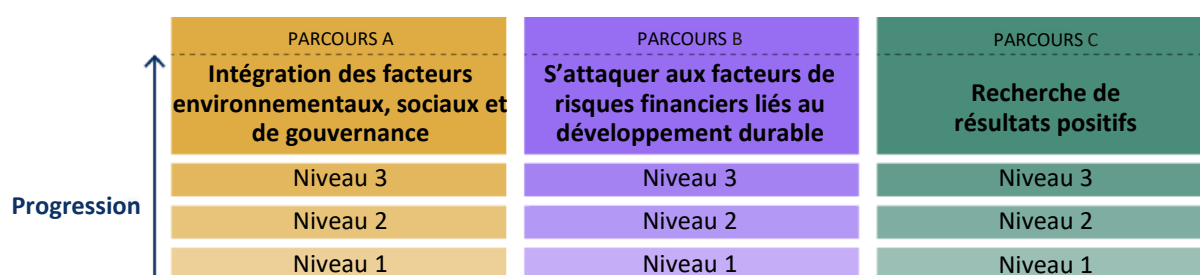 PARCOURS A
Intégration des facteurs
environnementaux, sociaux et
de gouvernance
Niveau 3
Niveau 2
Niveau 1
PARCOURS B
S'attaquer aux facteurs de
risques financiers liés au
développement durable
Niveau 3
Niveau 2
Niveau 1
PARCOURS C
Recherche de
résultats positifs
Niveau 3
Niveau 2
Niveau 1
Progression